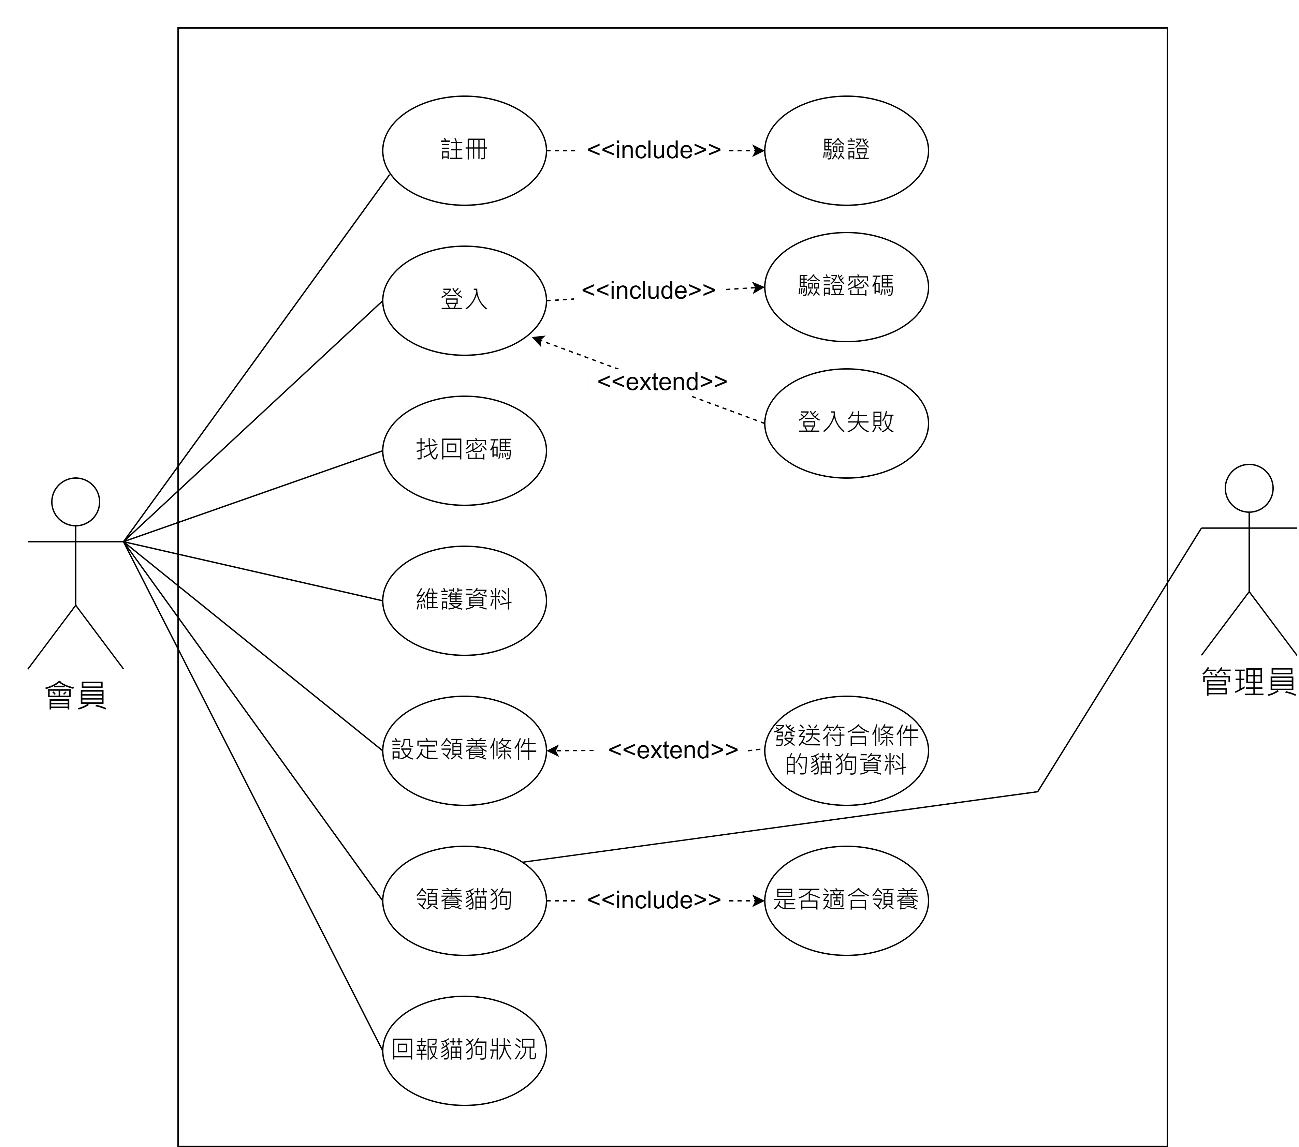 註冊
<<include>>
驗證
登入
<<include>>
驗證密碼
<<extend>>
登入失敗
找回密碼
會員
維護資料
管理員
設定領養條件
<<extend>>
發送符合條件
的貓狗資料
領養貓狗
<<include>>
是否適合領養
回報貓狗狀況